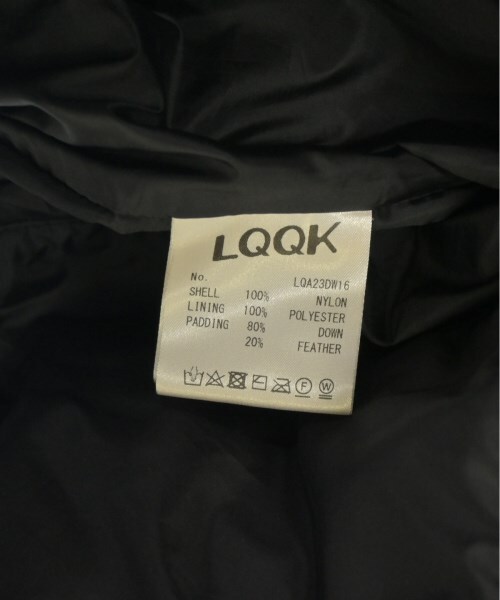 LQQK
No. LQA23DW16
SHELL 100% NYLON
LINING 100% POLYESTER
PADDING 80% DOWN
20% FEATHER
F W